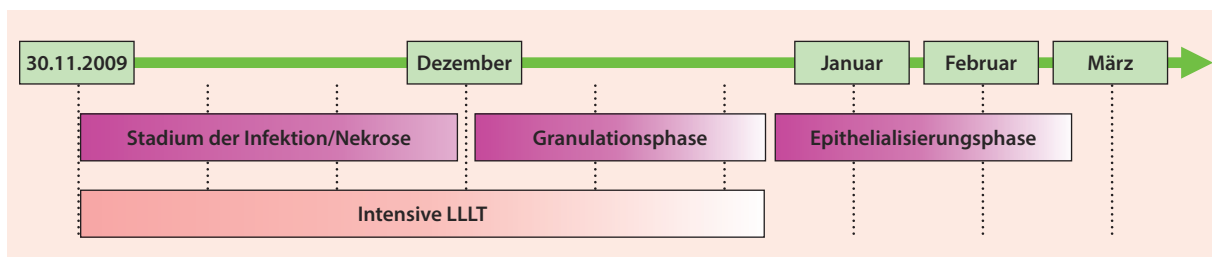 30.11.2009
Dezember
Januar
Februar
März
Stadium der Infektion/Nekrose
Granulationsphase
Epithelialisierungsphase
Intensive LLLT